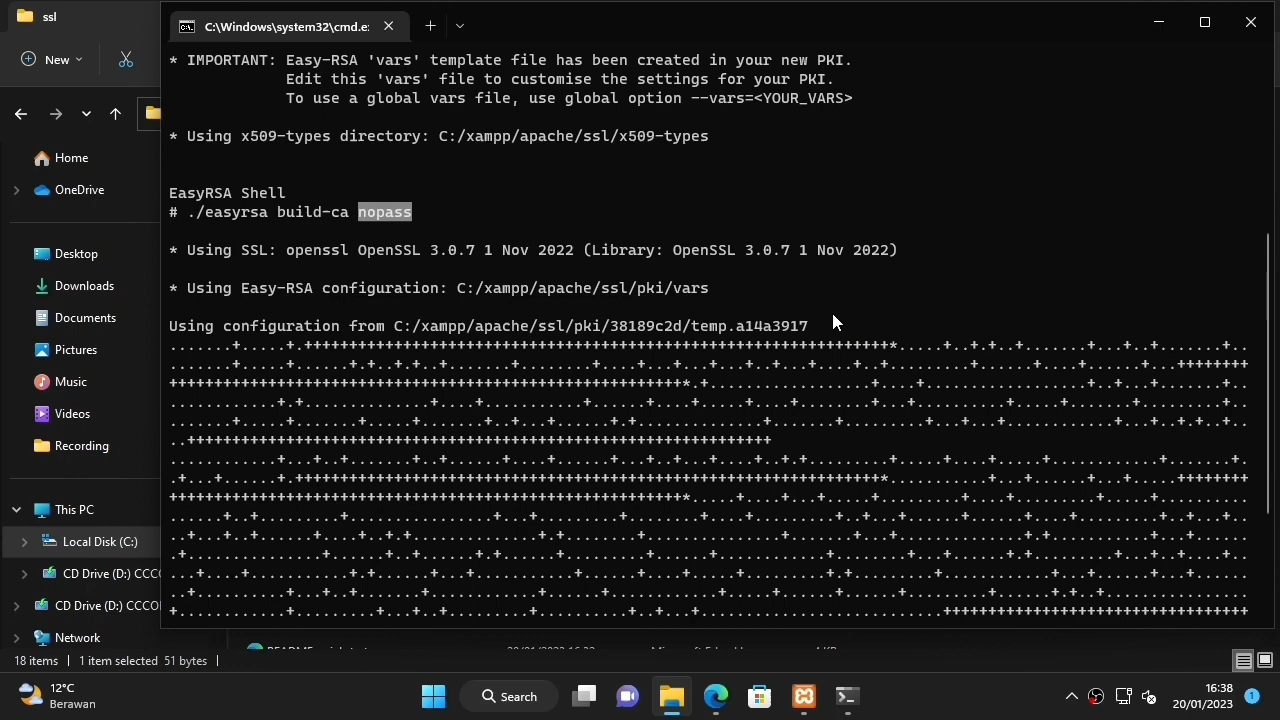 ssl
C:\Windows\system32\cmd.e:
New
* IMPORTANT: Easy-RSA 'vars' template file has been created in your new PKI.
Edit this 'vars' file to customise the settings for your PKI.
To use a global vars file, use global option --vars=<YOUR_VARS>
* Using x509-types directory: C:/xampp/apache/ssl/x509-types
EasyRSA Shell
# ./easyrsa build-ca nopass
* Using SSL: openssl OpenSSL 3.0.7 1 Nov 2022 (Library: OpenSSL 3.0.7 1 Nov 2022)
* Using Easy-RSA configuration: C:/xampp/apache/ssl/pki/vars
Using configuration from C:/xampp/apache/ssl/pki/38189c2d/temp.a14a3917
Home
OneDrive
Desktop
Downloads
Documents
Pictures
Music
Videos
Recording
This PC
Local Disk (C:)
CD Drive (D:) CCC
CD Drive (D:) CCCO
Network
18 items
1 item selected 51 bytes
12°C
Search
16:38
20/01/2023
1